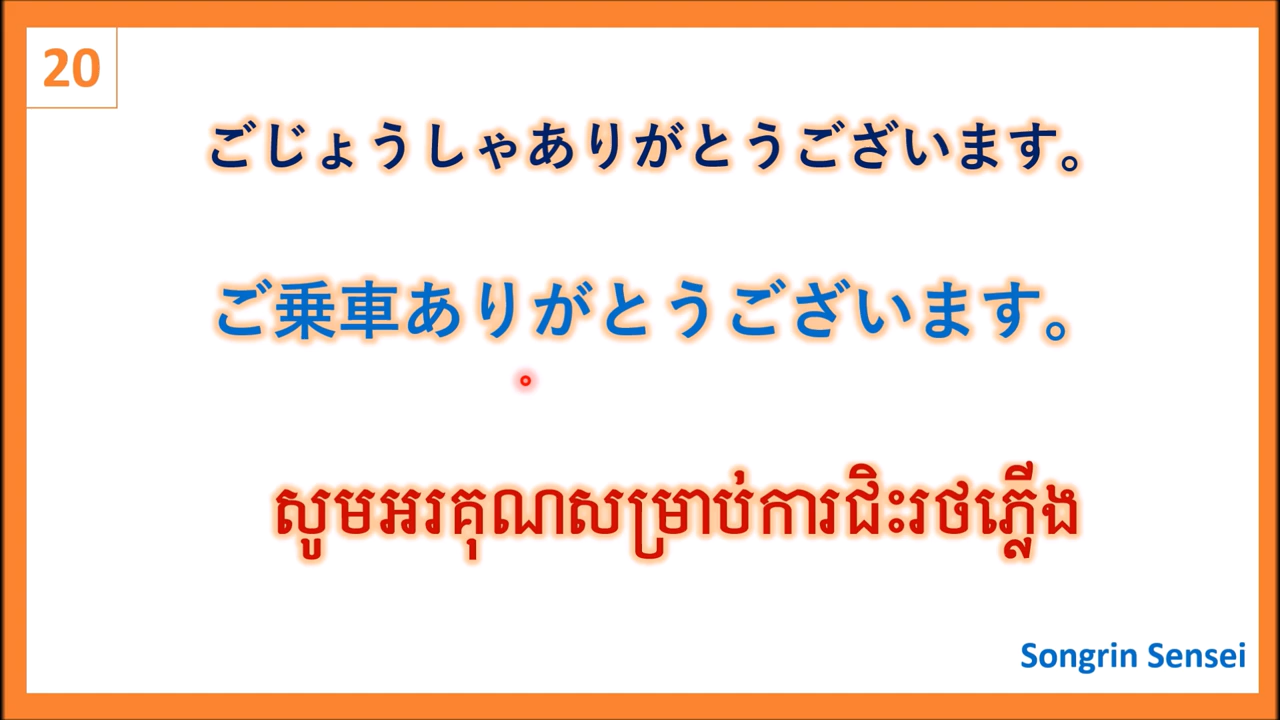 20
ごじょうしゃありがとうございます。
ご乗車ありがとうございます。
សូមអរគុណសម្រាប់ការជិះរថភ្លើង
Songrin Sensei